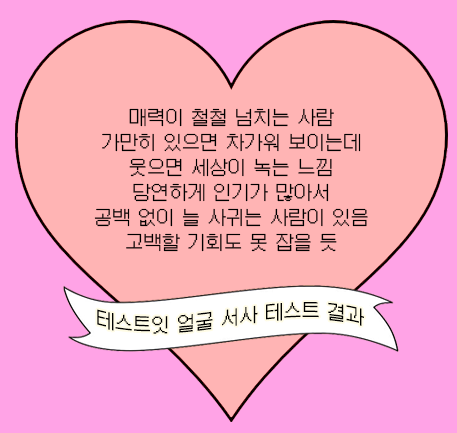 매력이 철철 넘치는 사람
가만히 있으면 차가워 보이는데
웃으면 세상이 녹는 느낌
당연하게 인기가 많아서
공백 없이 늘 사귀는 사람이 있음
고백할 기회도 못 잡을 듯
테스트잇 얼굴 서사 테스트 결과